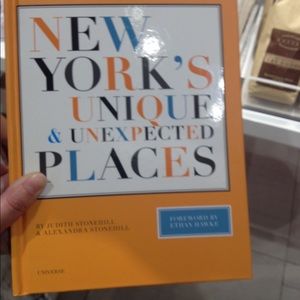 NEW
YORK'S
UNIQUE
& UNEXPECTED
PLACES
BY JUDITH STONEHILL
& ALEXANDRA STONEHILL
FOREWORD BY
ETHAN HAWKE
UNIVERSE